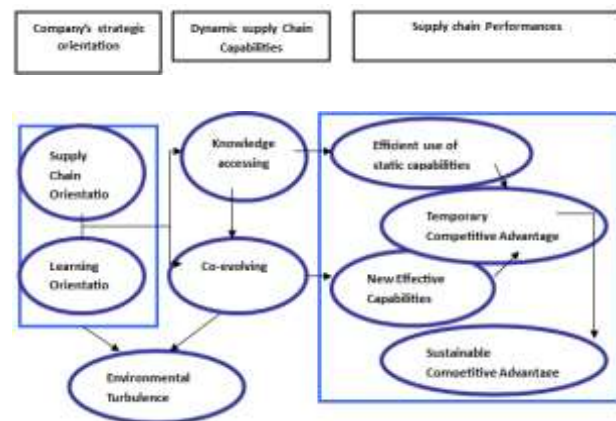 Company's strategic
orientation
Dynamic supply Chain
Capabilities
Supply chain Performances
Supply
Chain
Orientatio
Knowledge
accessing
Efficient use of
static capabilities
Temporary
Competitive Advantage
Learning
Orientatio
Co-evolving
New Effective
Capabilities
Environmental
Turbulence
Sustainable
Competitive Advantage